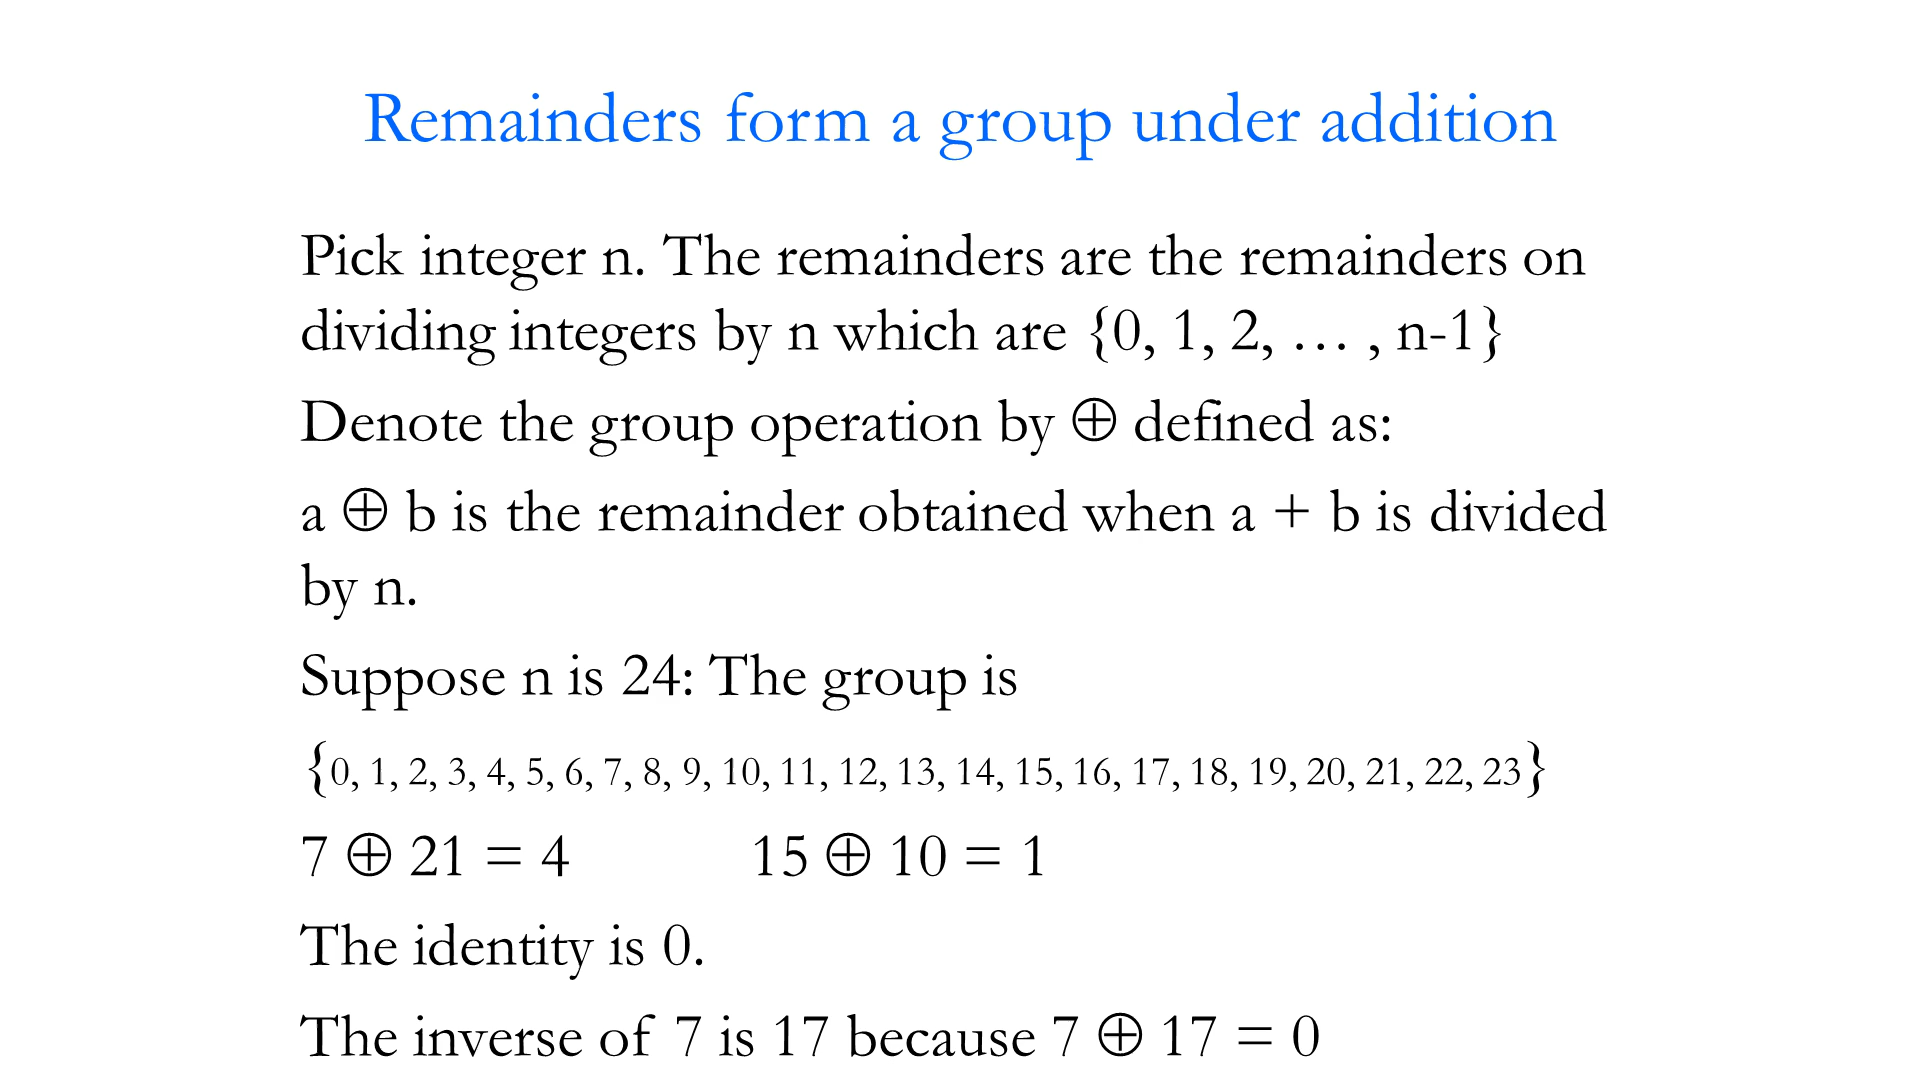 Remainders form a group under addition
Pick integer n. The remainders are the remainders on
dividing integers by n which are {0, 1, 2, … , n-1}
Denote the group operation by ⊕ defined as:
a ⊕ b is the remainder obtained when a + b is divided
by n.
Suppose n is 24: The group is
{0, 1, 2, 3, 4, 5, 6, 7, 8, 9, 10, 11, 12, 13, 14, 15, 16, 17, 18, 19, 20, 21, 22, 23}
7 ⊕ 21 = 4 15 ⊕ 10 = 1
The identity is 0.
The inverse of 7 is 17 because 7 ⊕ 17 = 0